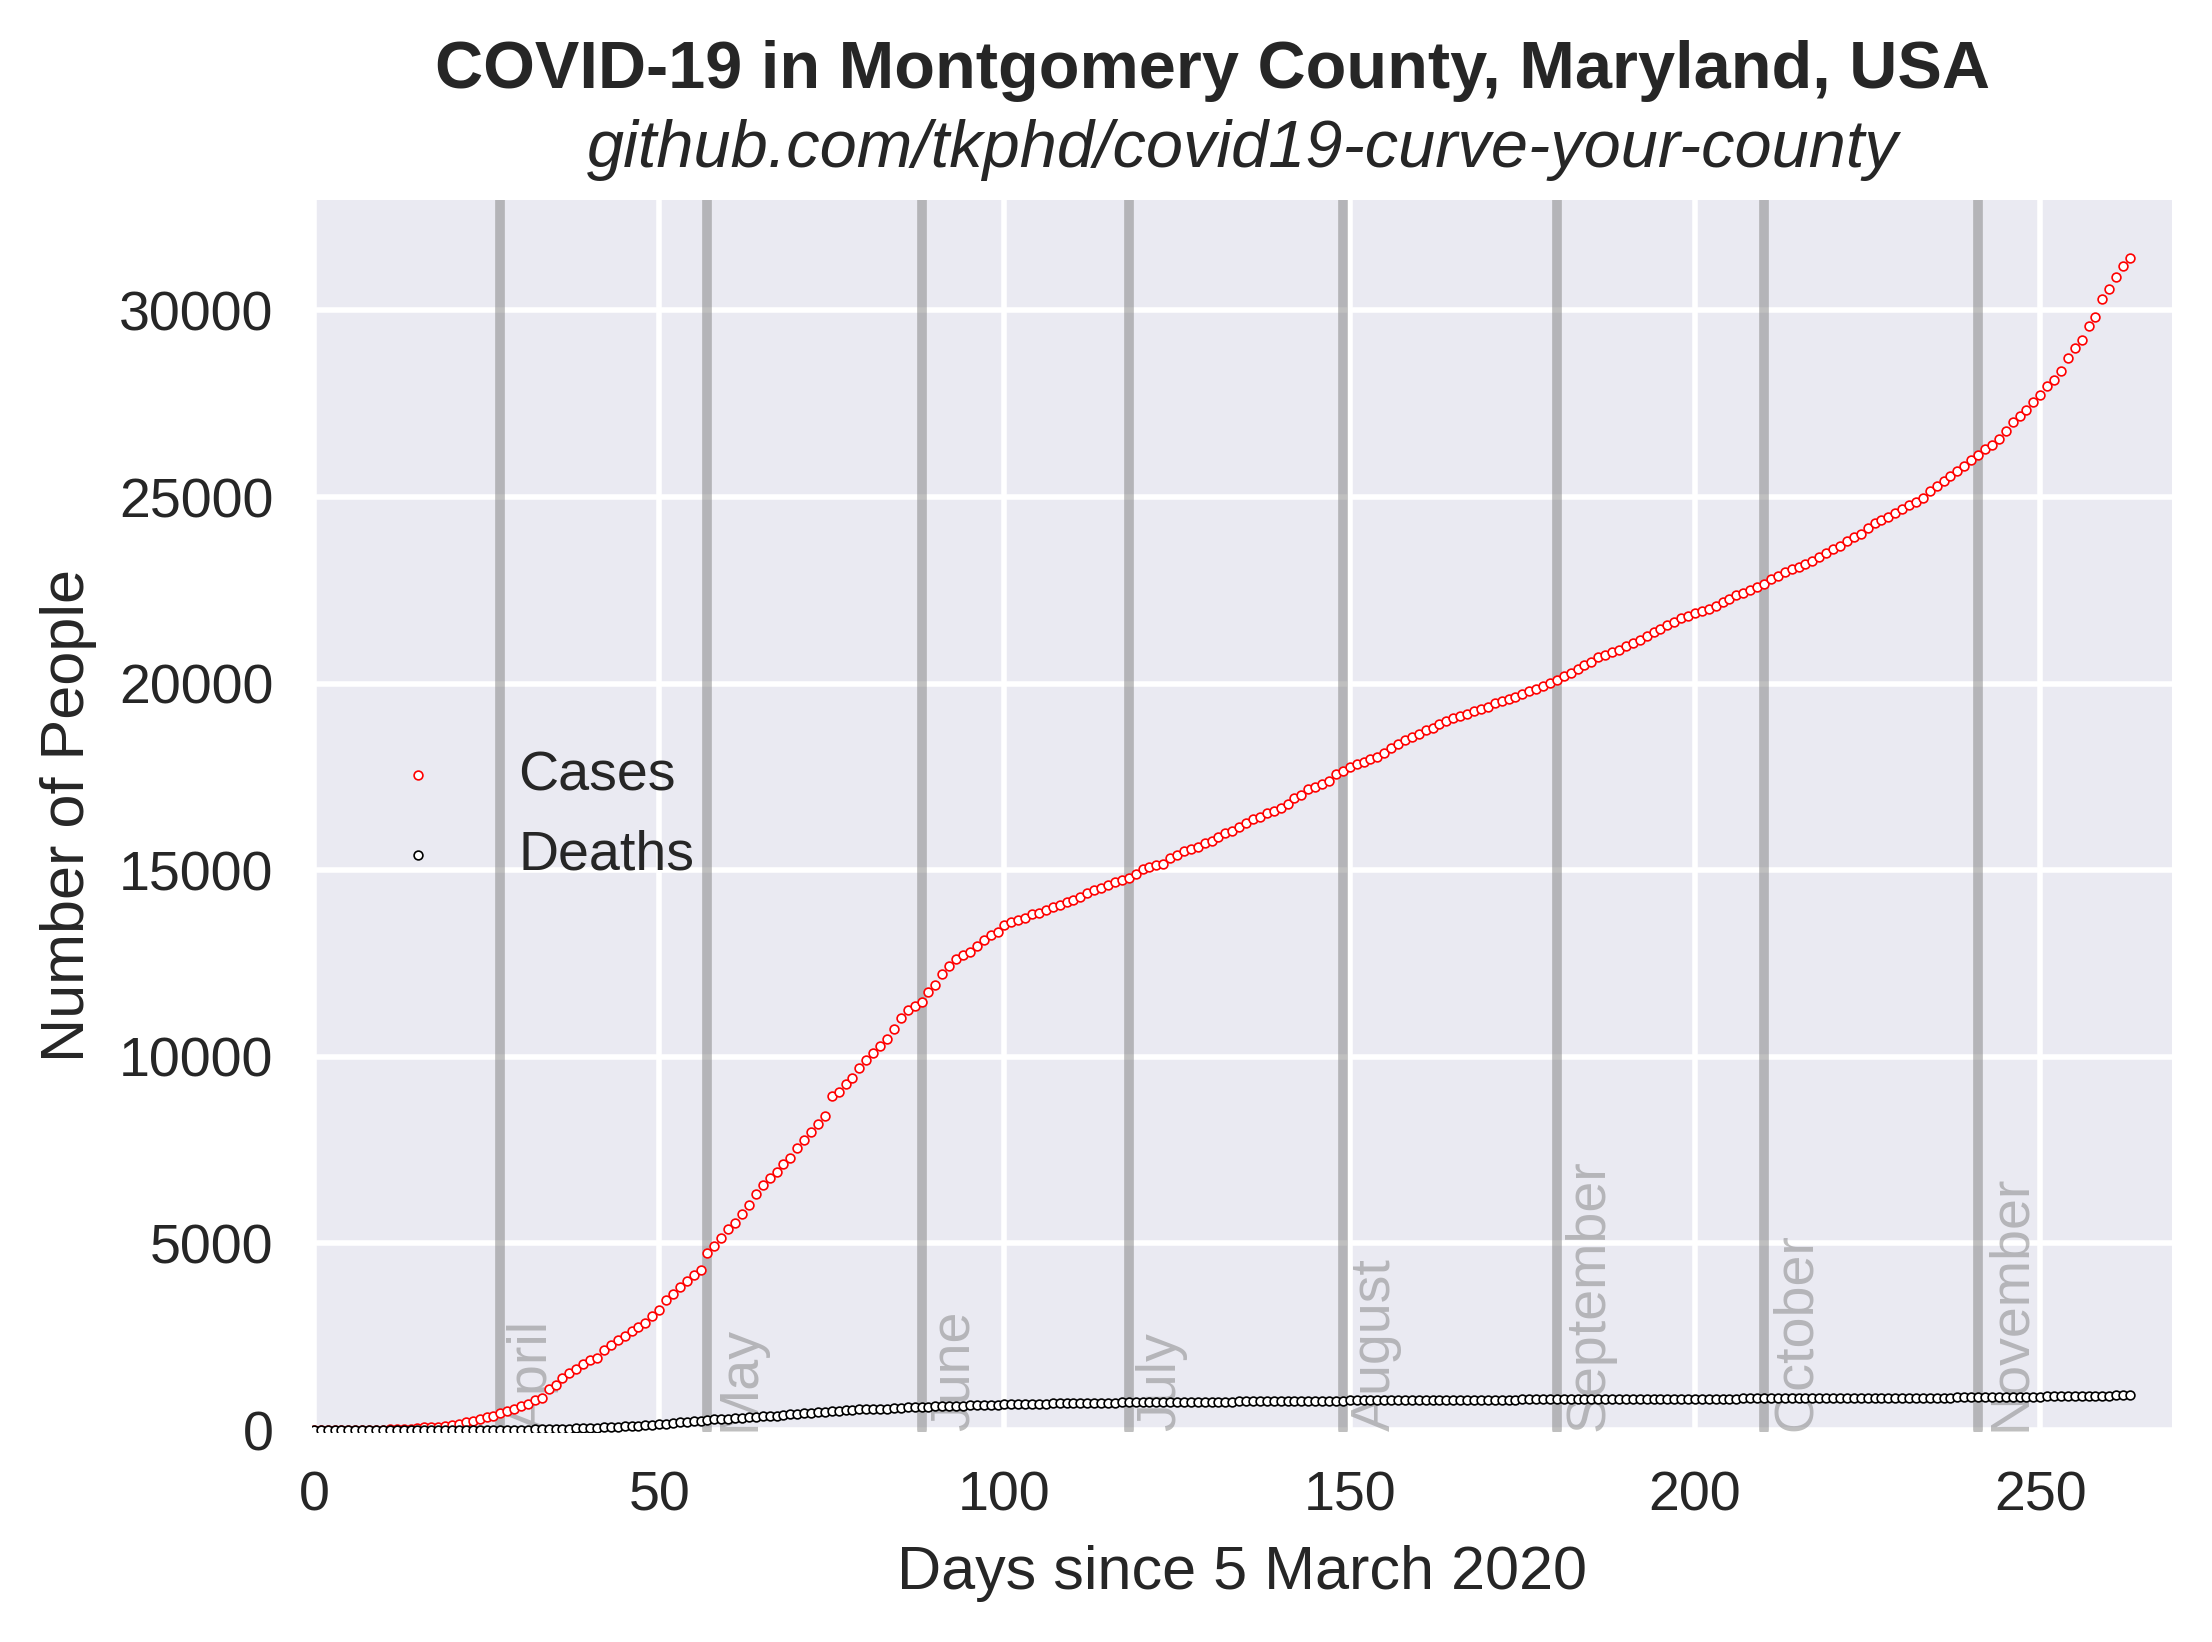 COVID-19 in Montgomery County, Maryland, USA
github.com/tkphd/covid19-curve-your-county
Number of People
30000
25000
20000
15000
10000
5000
0
Cases
Deaths
April
May
June
July
August
September
October
November
0 50 100 150 200 250
Days since 5 March 2020